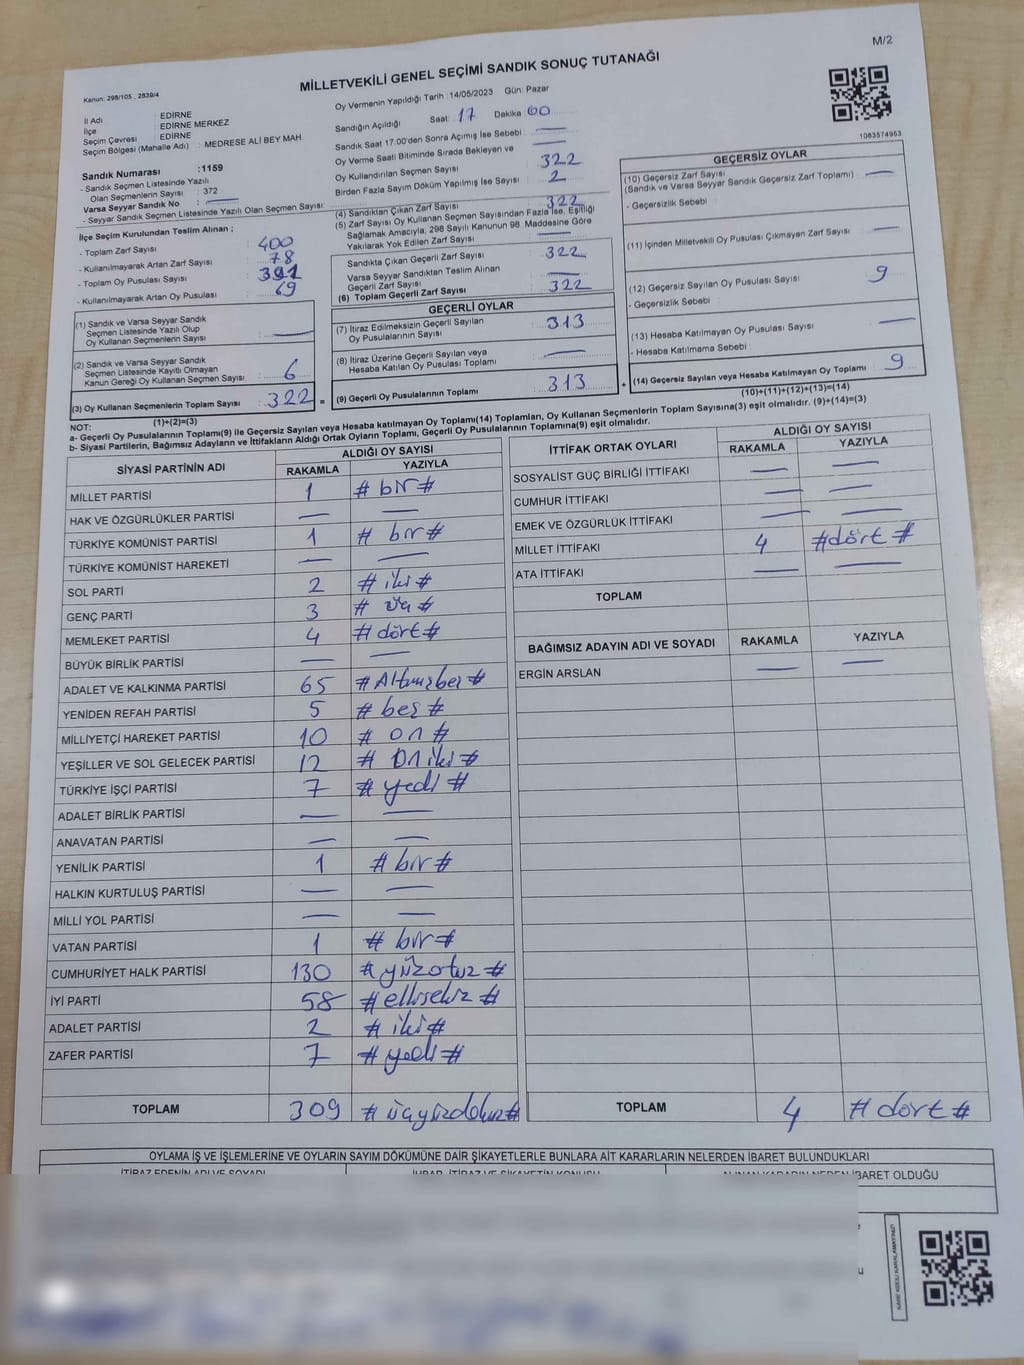 M/2
MİLLETVEKİLİ GENEL SEÇİMİ SANDIK SONUÇ TUTANAĞI
Kanun: 298/105 , 2839/4
İl Adı : EDİRNE
İlçe : EDİRNE MERKEZ
Seçim Çevresi : EDİRNE
Seçim Bölgesi (Mahalle Adı) : MEDRESE ALİ BEY MAH.
Sandık Numarası : 1159
- Sandık Seçmen Listesinde Yazılı
Olan Seçmenlerin Sayısı : 372
Varsa Seyyar Sandık No : —
- Seyyar Sandık Seçmen Listesinde Yazılı Olan Seçmen Sayısı:
İlçe Seçim Kurulundan Teslim Alınan ;
- Toplam Zarf Sayısı : 400
- Kullanılmayarak Artan Zarf Sayısı : 78
- Toplam Oy Pusulası Sayısı : 391
- Kullanılmayarak Artan Oy Pusulası : 69
(1) Sandık ve Varsa Seyyar Sandık
Seçmen Listesinde Yazılı Olup
Oy Kullanan Seçmenlerin Sayısı : —
(2) Sandık ve Varsa Seyyar Sandık
Seçmen Listesinde Kayıtlı Olmayan
Kanun Gereği Oy Kullanan Seçmen Sayısı : 6
(3) Oy Kullanan Seçmenlerin Toplam Sayısı : 322 =
(1)+(2)=(3)
Oy Vermenin Yapıldığı Tarih : 14/05/2023 Gün: Pazar
Sandığın Açıldığı Saat: 17 Dakika 00
Sandık Saat 17:00'den Sonra Açımış İse Sebebi : —
Oy Verme Saati Bitiminde Sırada Bekleyen ve
Oy Kullandırılan Seçmen Sayısı : 322
Birden Fazla Sayım Döküm Yapılmış İse Sayısı : 2
(4) Sandıktan Çıkan Zarf Sayısı : 322
(5) Zarf Sayısı Oy Kullanan Seçmen Sayısından Fazla İse, Eşitliği
Sağlamak Amacıyla; 298 Sayılı Kanunun 98. Maddesine Göre
Yakılarak Yok Edilen Zarf Sayısı : —
Sandıkta Çıkan Geçerli Zarf Sayısı : 322
Varsa Seyyar Sandıktan Teslim Alınan
Geçerli Zarf Sayısı : —
(6) Toplam Geçerli Zarf Sayısı : 322
GEÇERLİ OYLAR
(7) İtiraz Edilmeksizin Geçerli Sayılan
Oy Pusulalarının Sayısı : 313
(8) İtiraz Üzerine Geçerli Sayılan veya
Hesaba Katılan Oy Pusulası Toplamı : —
(9) Geçerli Oy Pusulalarının Toplamı : 313 +
1083574953
GEÇERSİZ OYLAR
(10) Geçersiz Zarf Sayısı
(Sandık ve Varsa Seyyar Sandık Geçersiz Zarf Toplamı) : —
- Geçersizlik Sebebi :
(11) İçinden Milletvekili Oy Pusulası Çıkmayan Zarf Sayısı : —
(12) Geçersiz Sayılan Oy Pusulası Sayısı : 9
- Geçersizlik Sebebi :
(13) Hesaba Katılmayan Oy Pusulası Sayısı : —
- Hesaba Katılmama Sebebi :
(14) Geçersiz Sayılan veya Hesaba Katılmayan Oy Toplamı : 9
(10)+(11)+(12)+(13)=(14)
NOT:
a- Geçerli Oy Pusulalarının Toplamı(9) ile Geçersiz Sayılan veya Hesaba katılmayan Oy Toplamı(14) Toplamları, Oy Kullanan Seçmenlerin Toplam Sayısına(3) eşit olmalıdır. (9)+(14)=(3)
b- Siyasi Partilerin, Bağımsız Adayların ve İttifakların Aldığı Ortak Oyların Toplamı, Geçerli Oy Pusulalarının Toplamına(9) eşit olmalıdır.
SİYASİ PARTİNİN ADI ALDIĞI OY SAYISI
RAKAMLA YAZIYLA
MİLLET PARTİSİ 1 # bir #
HAK VE ÖZGÜRLÜKLER PARTİSİ — —
TÜRKİYE KOMÜNİST PARTİSİ 1 # bir #
TÜRKİYE KOMÜNİST HAREKETİ — —
SOL PARTİ 2 # iki #
GENÇ PARTİ 3 # üç #
MEMLEKET PARTİSİ 4 # dört #
BÜYÜK BİRLİK PARTİSİ — —
ADALET VE KALKINMA PARTİSİ 65 # Altmışbeş #
YENİDEN REFAH PARTİSİ 5 # beş #
MİLLİYETÇİ HAREKET PARTİSİ 10 # on #
YEŞİLLER VE SOL GELECEK PARTİSİ 12 # On iki #
TÜRKİYE İŞÇİ PARTİSİ 7 # yedi #
ADALET BİRLİK PARTİSİ — —
ANAVATAN PARTİSİ — —
YENİLİK PARTİSİ 1 # bir #
HALKIN KURTULUŞ PARTİSİ — —
MİLLİ YOL PARTİSİ — —
VATAN PARTİSİ 1 # bir #
CUMHURİYET HALK PARTİSİ 130 # yüzotuz #
İYİ PARTİ 58 # ellisekiz #
ADALET PARTİSİ 2 # iki #
ZAFER PARTİSİ 7 # yedi #
TOPLAM 309 # üçyüzdokuz #
İTTİFAK ORTAK OYLARI ALDIĞI OY SAYISI
RAKAMLA YAZIYLA
SOSYALİST GÜÇ BİRLİĞİ İTTİFAKI — —
CUMHUR İTTİFAKI — —
EMEK VE ÖZGÜRLÜK İTTİFAKI — —
MİLLET İTTİFAKI 4 # dört #
ATA İTTİFAKI — —
TOPLAM
BAĞIMSIZ ADAYIN ADI VE SOYADI RAKAMLA YAZIYLA
ERGİN ARSLAN — —
TOPLAM 4 # dört #
OYLAMA İŞ VE İŞLEMLERİNE VE OYLARIN SAYIM DÖKÜMÜNE DAİR ŞİKAYETLERLE BUNLARA AİT KARARLARIN NELERDEN İBARET BULUNDUKLARI
İTİRAZ EDENİN ADI VE SOYADI İHBAR, İTİRAZ VE ŞİKAYETİN KONUSU ALINAN KARARIN NEDEN İBARET OLDUĞU